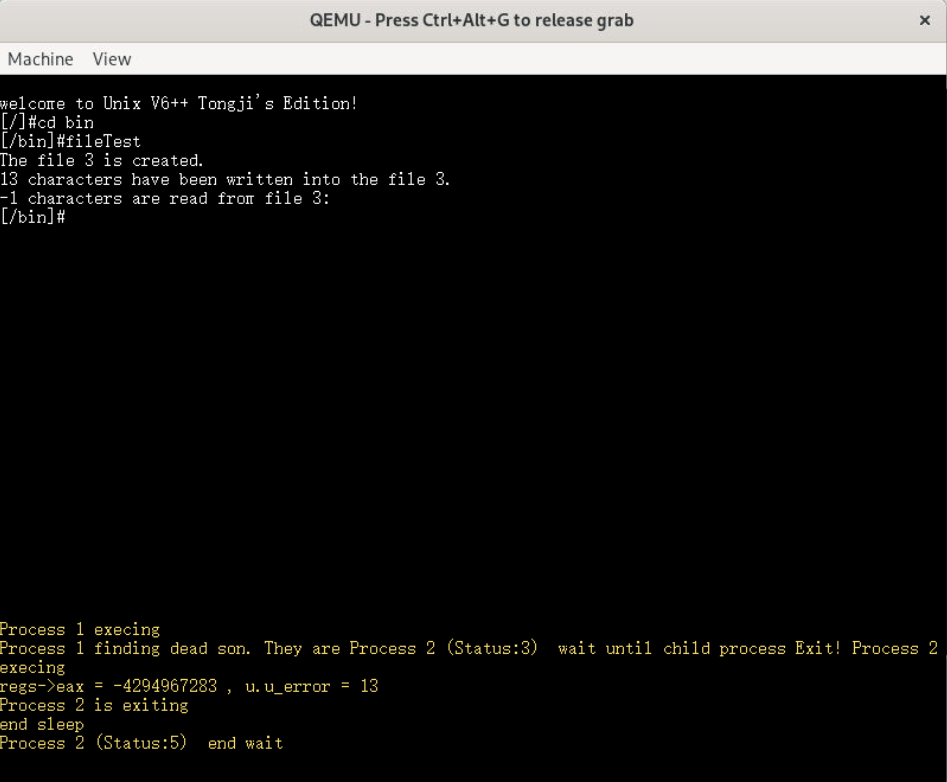 QEMU - Press Ctrl+Alt+G to release grab
×
Machine View
welcome to Unix V6++ Tongji's Edition!
[/]#cd bin
[/bin]#fileTest
The file 3 is created.
13 characters have been written into the file 3.
-1 characters are read from file 3:
[/bin]#
Process 1 execing
Process 1 finding dead son. They are Process 2 (Status:3)  wait until child process Exit! Process 2
execing
regs->eax = -4294967283 , u.u_error = 13
Process 2 is exiting
end sleep
Process 2 (Status:5)  end wait